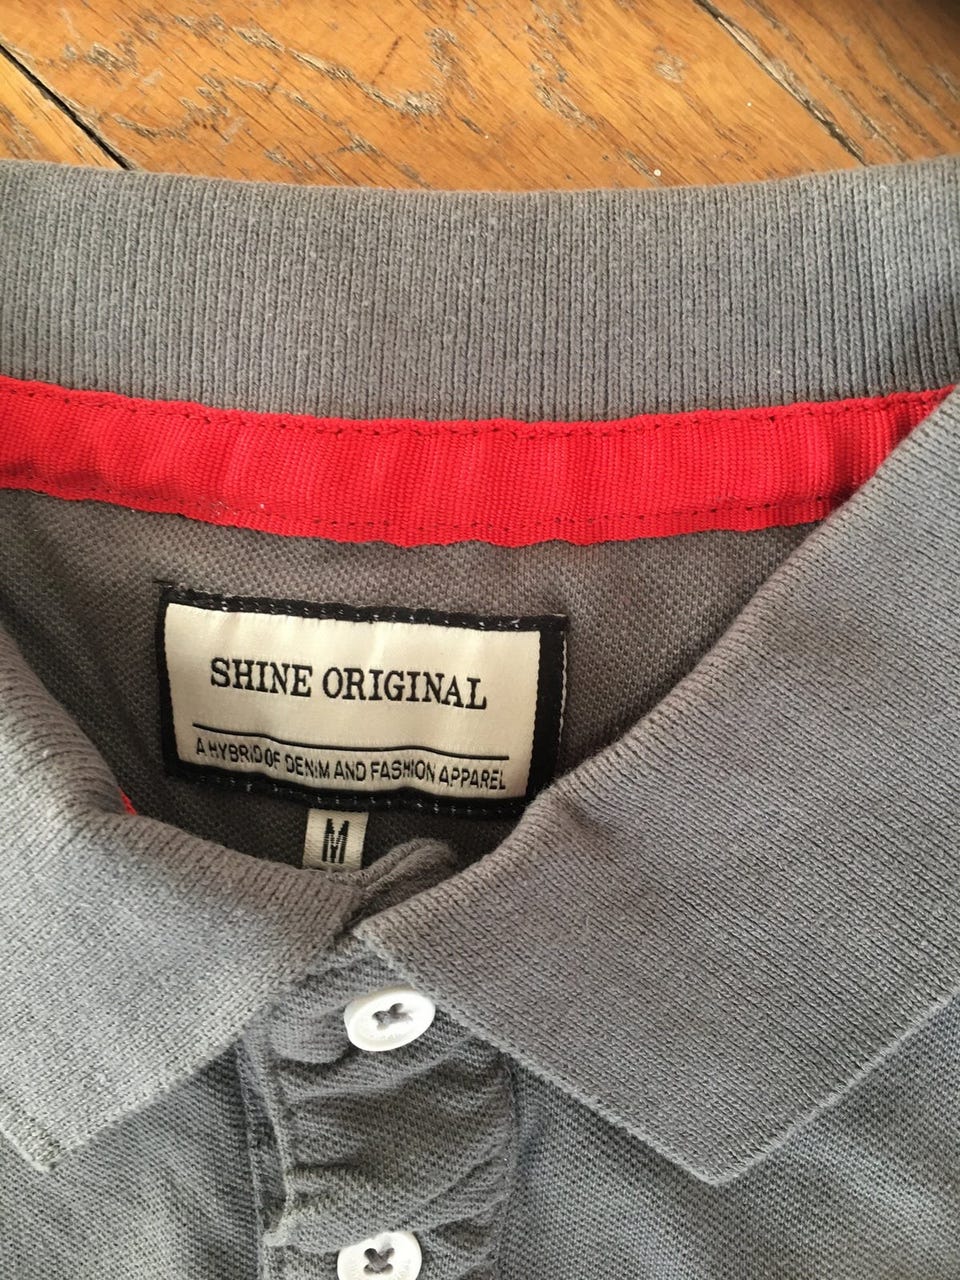 SHINE ORIGINAL
A HYBRID OF DENIM AND FASHION APPAREL
M